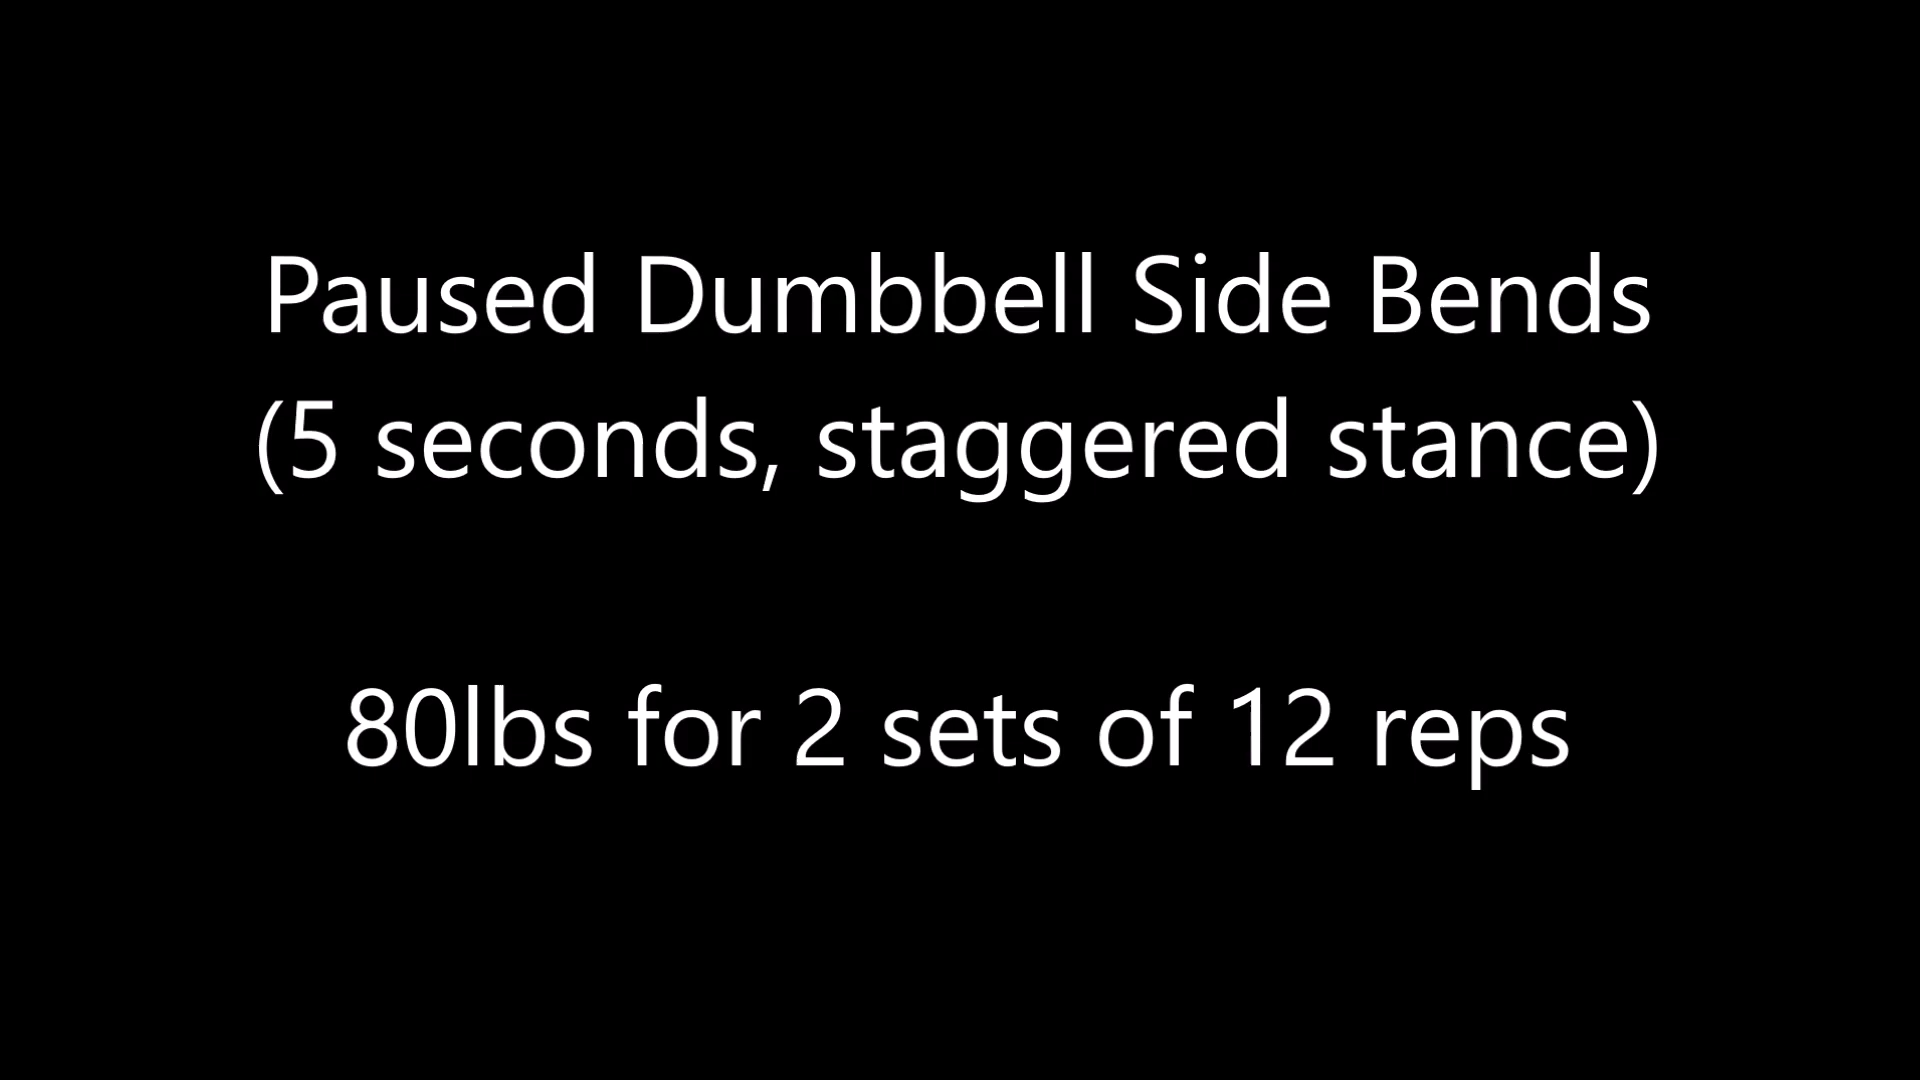 Paused Dumbbell Side Bends
(5 seconds, staggered stance)
80lbs for 2 sets of 12 reps